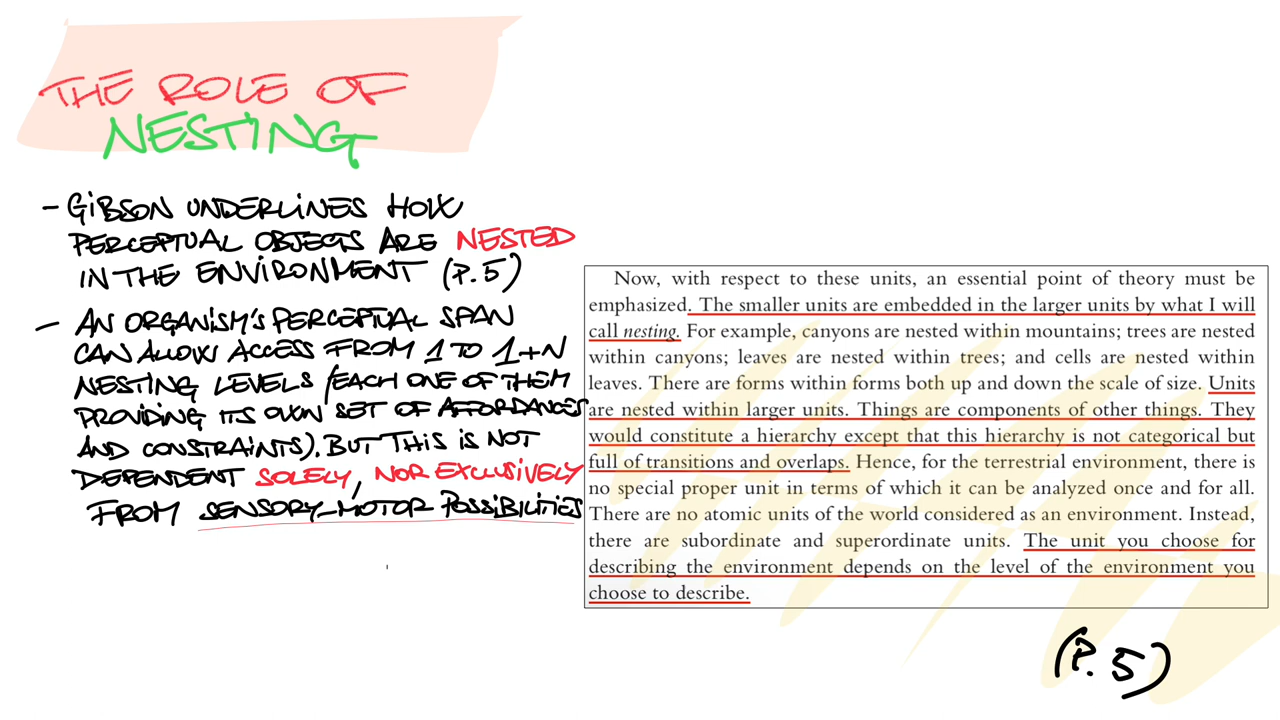 THE ROLE OF
NESTING
- GIBSON UNDERLINES HOW
PERCEPTUAL OBJECTS ARE NESTED
IN THE ENVIRONMENT (P.5)
- AN ORGANISM'S PERCEPTUAL SPAN
CAN ALLOW ACCESS FROM 1 TO 1+N
NESTING LEVELS (EACH ONE OF THEM
PROVIDING ITS OWN SET OF AFFORDANCES
AND CONSTRAINTS). BUT THIS IS NOT
DEPENDENT SOLELY, NOR EXCLUSIVELY
FROM SENSORY-MOTOR POSSIBILITIES
Now, with respect to these units, an essential point of theory must be
emphasized. The smaller units are embedded in the larger units by what I will
call nesting. For example, canyons are nested within mountains; trees are nested
within canyons; leaves are nested within trees; and cells are nested within
leaves. There are forms within forms both up and down the scale of size. Units
are nested within larger units. Things are components of other things. They
would constitute a hierarchy except that this hierarchy is not categorical but
full of transitions and overlaps. Hence, for the terrestrial environment, there is
no special proper unit in terms of which it can be analyzed once and for all.
There are no atomic units of the world considered as an environment. Instead,
there are subordinate and superordinate units. The unit you choose for
describing the environment depends on the level of the environment you
choose to describe.
(P. 5)